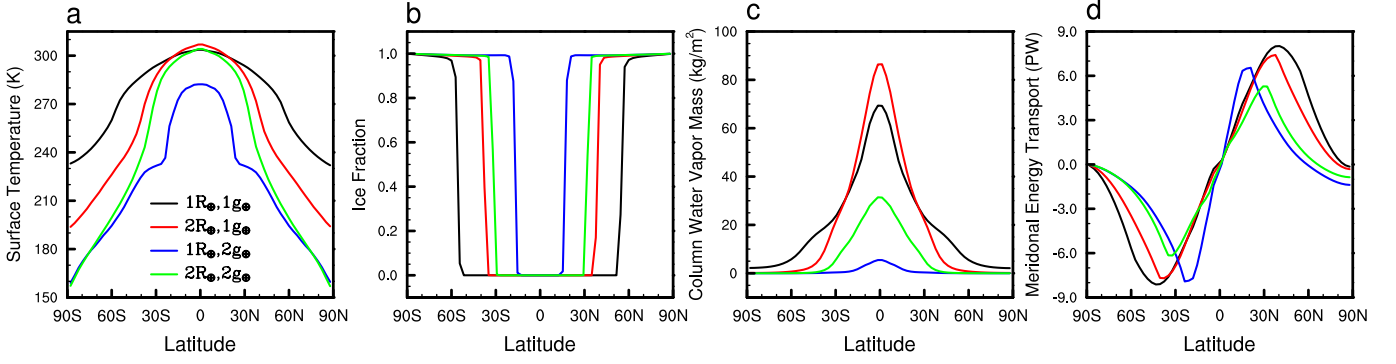 a
Surface Temperature (K)
300
270
240
210
180
150
1R⊕,1g⊕
2R⊕,1g⊕
1R⊕,2g⊕
2R⊕,2g⊕
90S 60S 30S 0 30N 60N 90N
Latitude
b
Ice Fraction
1.0
0.8
0.6
0.4
0.2
0.0
90S 60S 30S 0 30N 60N 90N
Latitude
c
Column Water Vapor Mass (kg/m²)
100
80
60
40
20
0
90S 60S 30S 0 30N 60N 90N
Latitude
d
Meridional Energy Transport (PW)
9.0
6.0
3.0
0.0
-3.0
-6.0
-9.0
90S 60S 30S 0 30N 60N 90N
Latitude